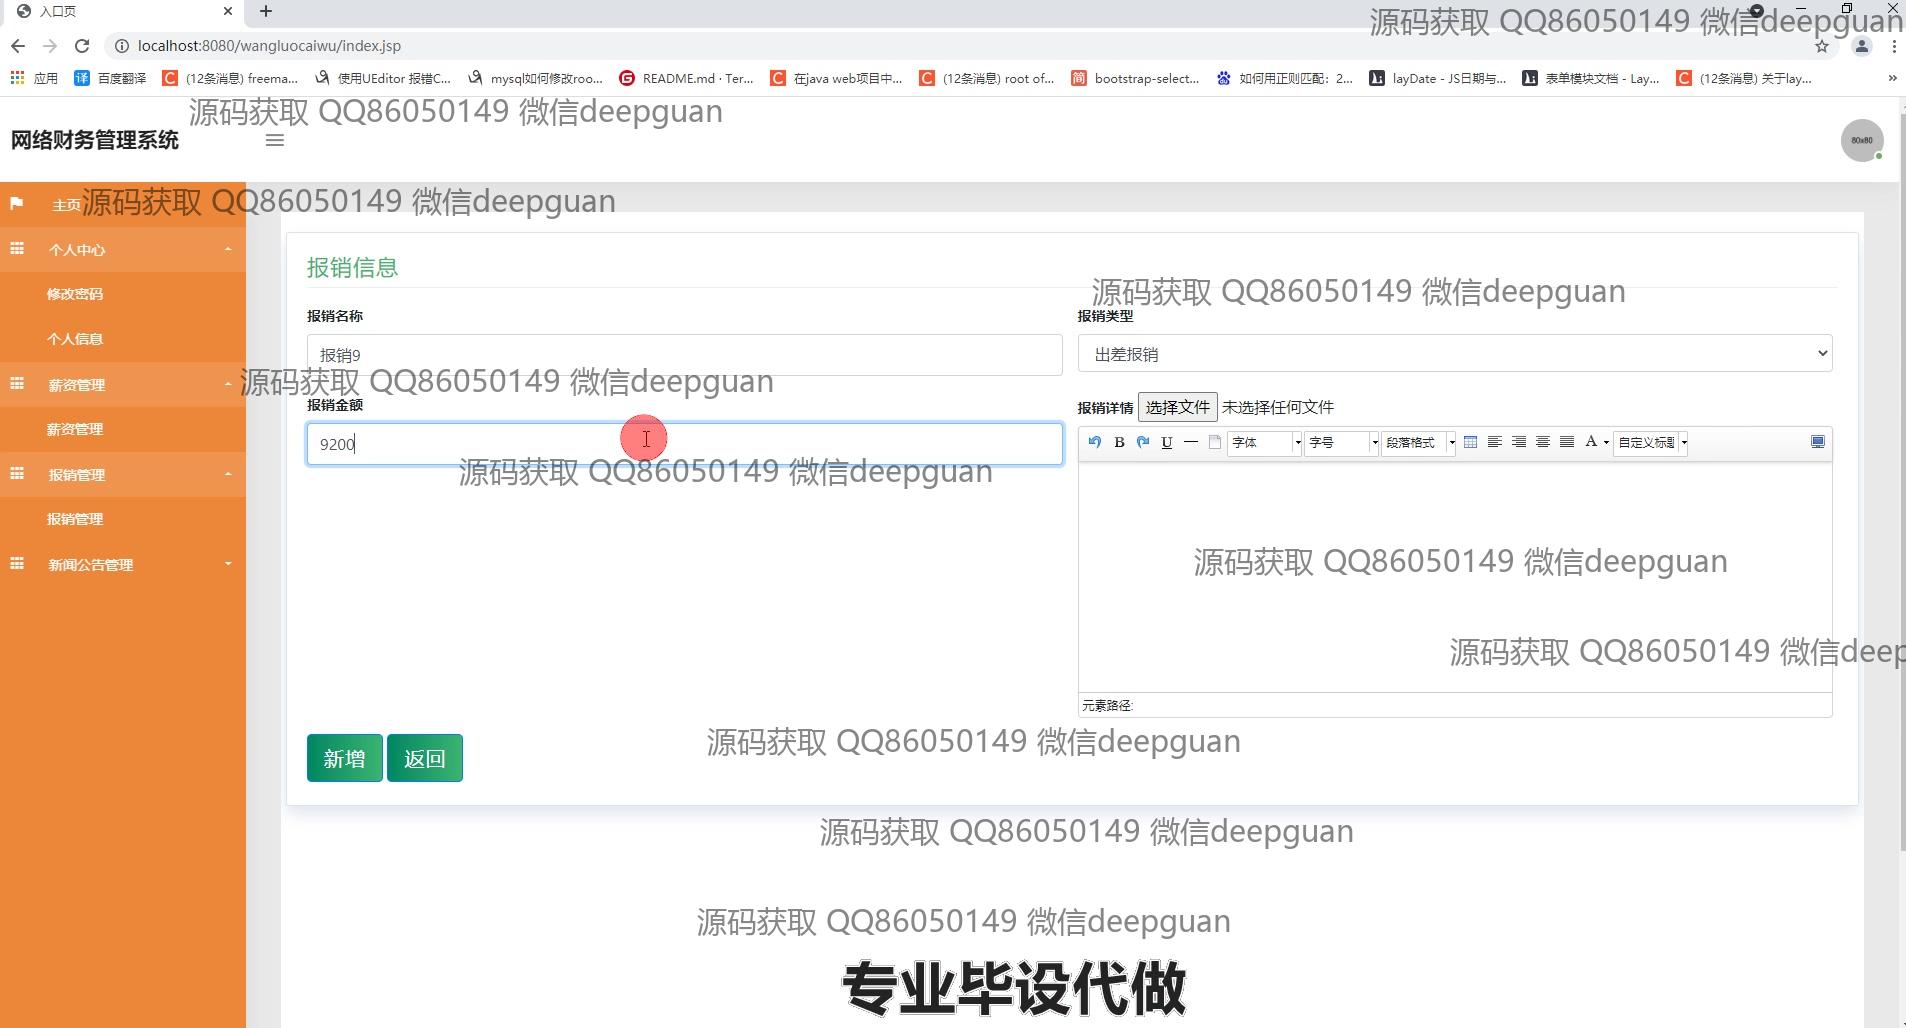 入口页
源码获取 QQ86050149 微信deepguan
localhost:8080/wangluocaiwu/index.jsp
应用 百度翻译 (12条消息) freema... 使用UEditor 报错C... mysql如何修改roo... README.md · Ter... 在java web项目中... (12条消息) root of... bootstrap-select... 如何用正则匹配：2... layDate - JS日期与... 表单模块文档 - Lay... (12条消息) 关于lay...
源码获取 QQ86050149 微信deepguan
网络财务管理系统
80x80
主页
源码获取 QQ86050149 微信deepguan
个人中心
修改密码
个人信息
薪资管理
薪资管理
报销管理
报销管理
新闻公告管理
报销信息
源码获取 QQ86050149 微信deepguan
报销名称
报销类型
报销9
出差报销
源码获取 QQ86050149 微信deepguan
报销金额
报销详情 选择文件 未选择任何文件
9200
B U 字体 字号 段落格式 A 自定义标题
源码获取 QQ86050149 微信deepguan
源码获取 QQ86050149 微信deepguan
源码获取 QQ86050149 微信deep
元素路径:
源码获取 QQ86050149 微信deepguan
新增 返回
源码获取 QQ86050149 微信deepguan
源码获取 QQ86050149 微信deepguan
专业毕设代做